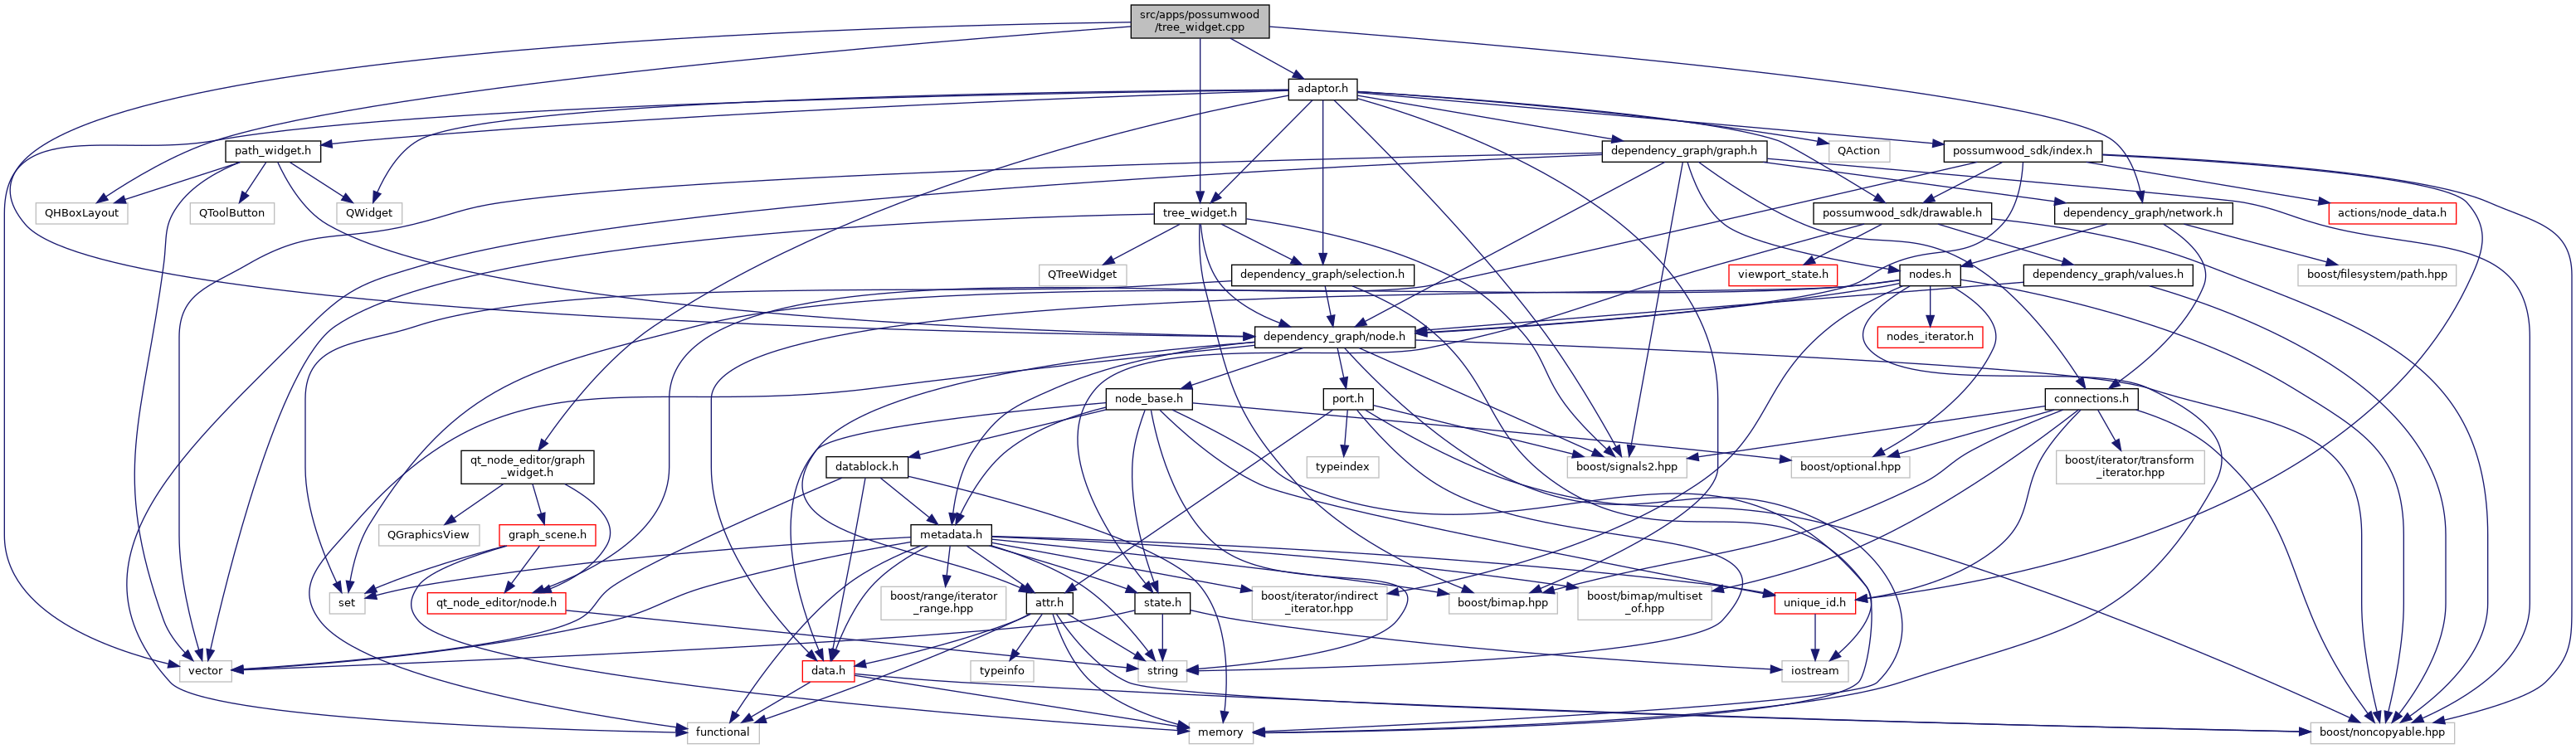 src/apps/possumwood
/tree_widget.cpp
adaptor.h
path_widget.h
dependency_graph/graph.h
QAction
possumwood_sdk/index.h
QHBoxLayout
QToolButton
QWidget
tree_widget.h
possumwood_sdk/drawable.h
dependency_graph/network.h
actions/node_data.h
QTreeWidget
dependency_graph/selection.h
viewport_state.h
nodes.h
dependency_graph/values.h
boost/filesystem/path.hpp
dependency_graph/node.h
nodes_iterator.h
node_base.h
port.h
connections.h
qt_node_editor/graph
_widget.h
datablock.h
typeindex
boost/signals2.hpp
boost/optional.hpp
boost/iterator/transform
_iterator.hpp
QGraphicsView
graph_scene.h
metadata.h
set
qt_node_editor/node.h
boost/range/iterator
_range.hpp
attr.h
state.h
boost/iterator/indirect
_iterator.hpp
boost/bimap.hpp
boost/bimap/multiset
_of.hpp
unique_id.h
vector
data.h
typeinfo
string
iostream
functional
memory
boost/noncopyable.hpp